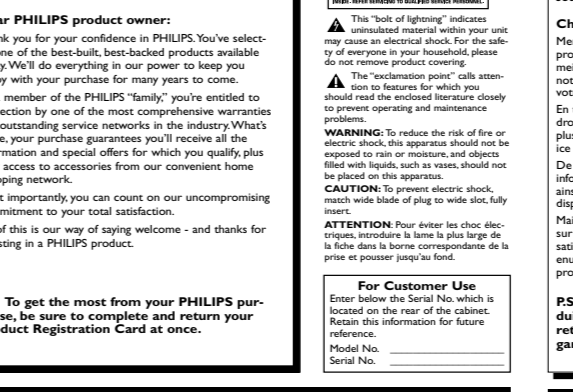 ar PHILIPS product owner:
nk you for your confidence in PHILIPS. You've select-
one of the best-built, best-backed products available
y. We'll do everything in our power to keep you
py with your purchase for many years to come.
member of the PHILIPS “family,” you're entitled to
ection by one of the most comprehensive warranties
outstanding service networks in the industry. What's
e, your purchase guarantees you'll receive all the
rmation and special offers for which you qualify, plus
access to accessories from our convenient home
pping network.
t importantly, you can count on our uncompromising
mitment to your total satisfaction.
of this is our way of saying welcome - and thanks for
sting in a PHILIPS product.
To get the most from your PHILIPS pur-
se, be sure to complete and return your
duct Registration Card at once.
INSIDE. REFER SERVICING TO QUALIFIED SERVICE PERSONNEL.
This “bolt of lightning” indicates
uninsulated material within your unit
may cause an electrical shock. For the safe-
ty of everyone in your household, please
do not remove product covering.
The “exclamation point” calls atten-
tion to features for which you
should read the enclosed literature closely
to prevent operating and maintenance
problems.
WARNING: To reduce the risk of fire or
electric shock, this apparatus should not be
exposed to rain or moisture, and objects
filled with liquids, such as vases, should not
be placed on this apparatus.
CAUTION: To prevent electric shock,
match wide blade of plug to wide slot, fully
insert.
ATTENTION: Pour éviter les choc élec-
triques, introduire la lame la plus large de
la fiche dans la borne correspondante de la
prise et pousser jusqu'au fond.
For Customer Use
Enter below the Serial No. which is
located on the rear of the cabinet.
Retain this information for future
reference.
Model No. ____________________
Serial No. ____________________
Ch
Me
pro
mei
not
vot
En
dro
plus
ice
De
info
ains
disp
Mai
sur
sati
enu
pro
P.S
dui
ret
gar